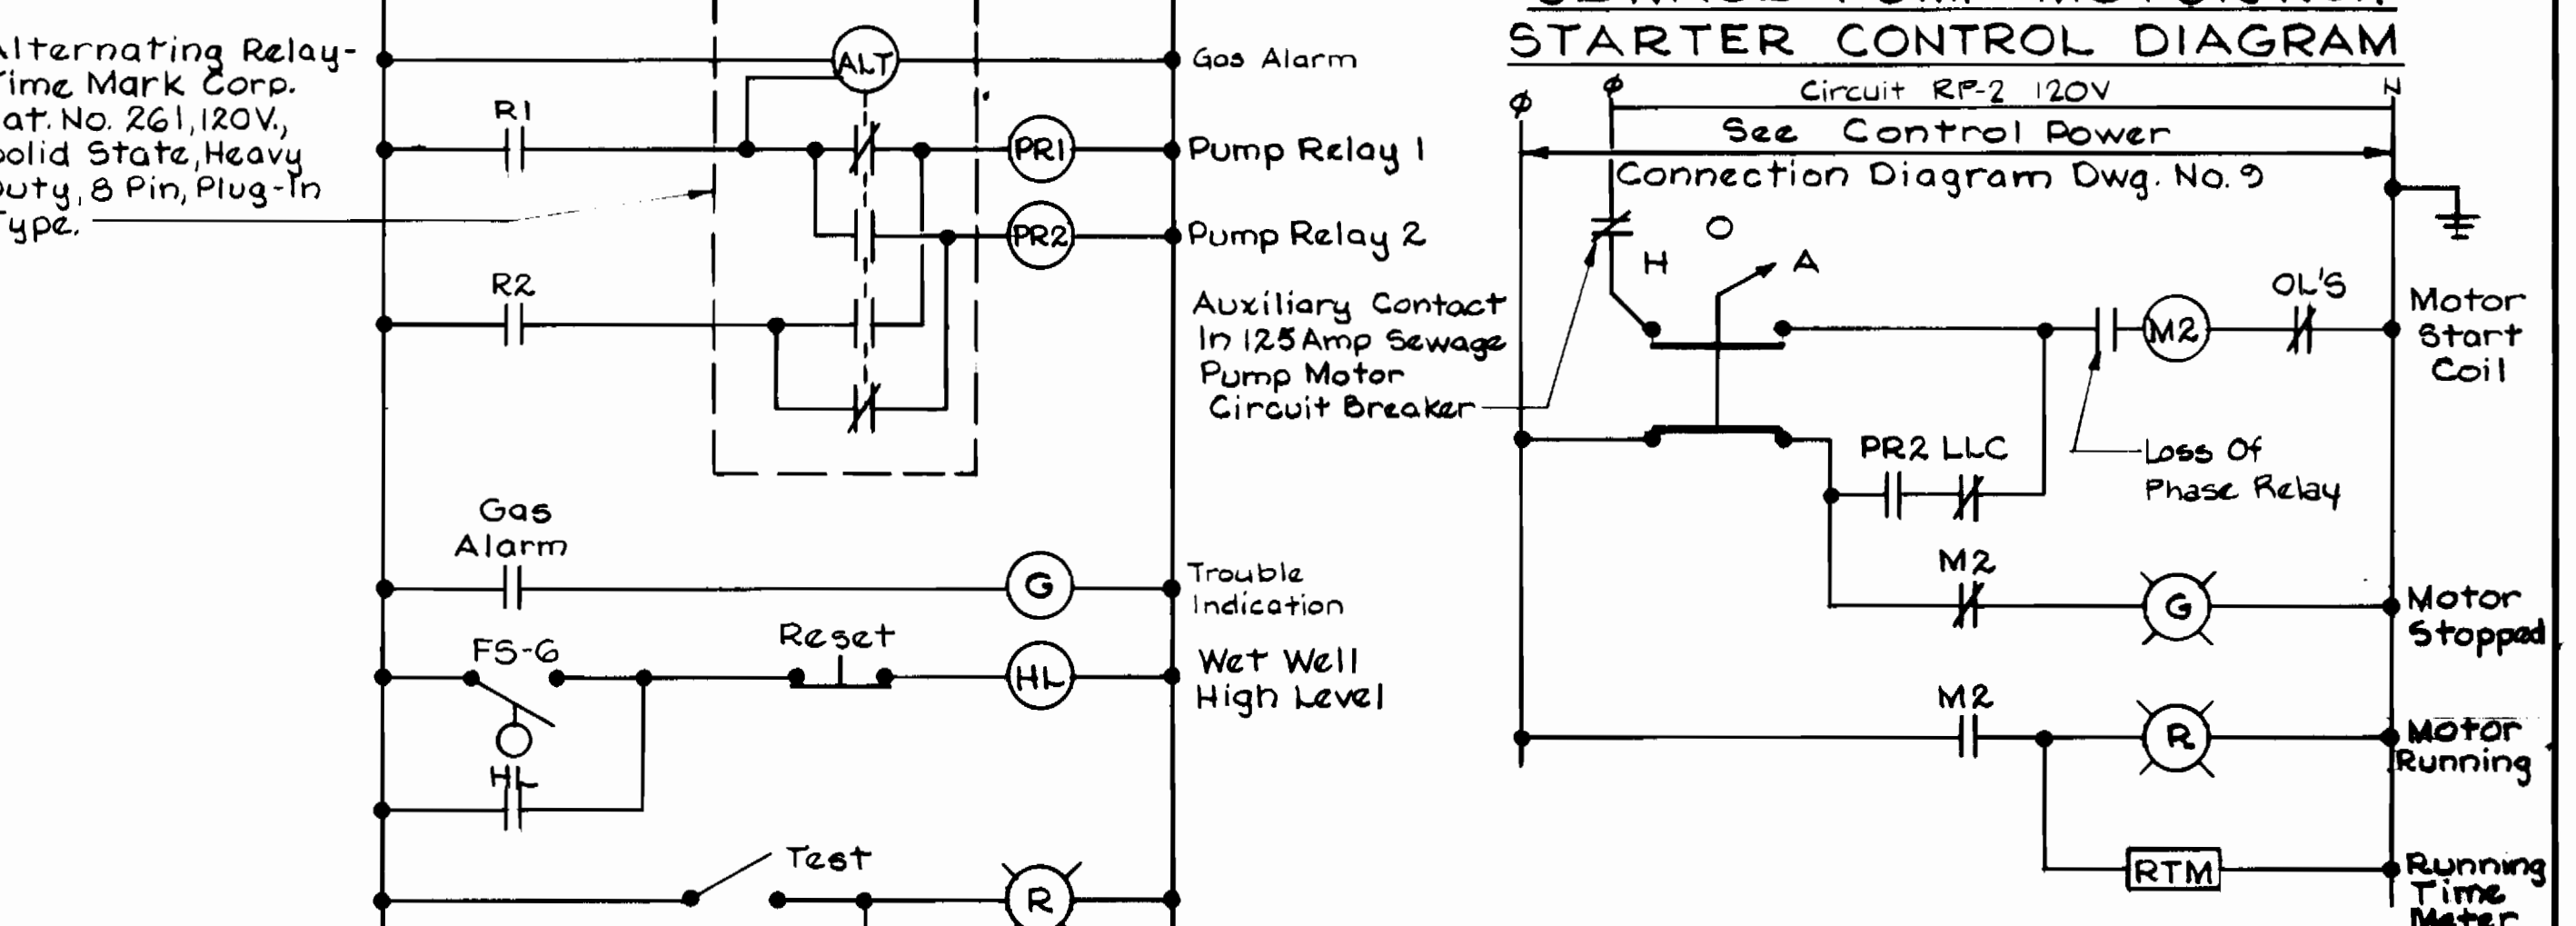 STARTER CONTROL DIAGRAM
Alternating Relay-
Time Mark Corp.
Cat. No. 261, 120V.,
Solid State, Heavy
Duty, 8 Pin, Plug-In
Type.
ALT
Gas Alarm
R1
PR1
Pump Relay 1
PR2
Pump Relay 2
R2
Gas
Alarm
G
Trouble
Indication
FS-6
Reset
HL
Wet Well
High Level
HL
Test
R
Ø
Ø
Circuit RP-2 120V
N
See Control Power
Connection Diagram Dwg. No. 9
H
O
A
Auxiliary Contact
In 125 Amp Sewage
Pump Motor
Circuit Breaker
M2
OL'S
Motor
Start
Coil
PR2 LLC
Loss Of
Phase Relay
M2
G
Motor
Stopped
M2
R
Motor
Running
RTM
Running
Time
Meter